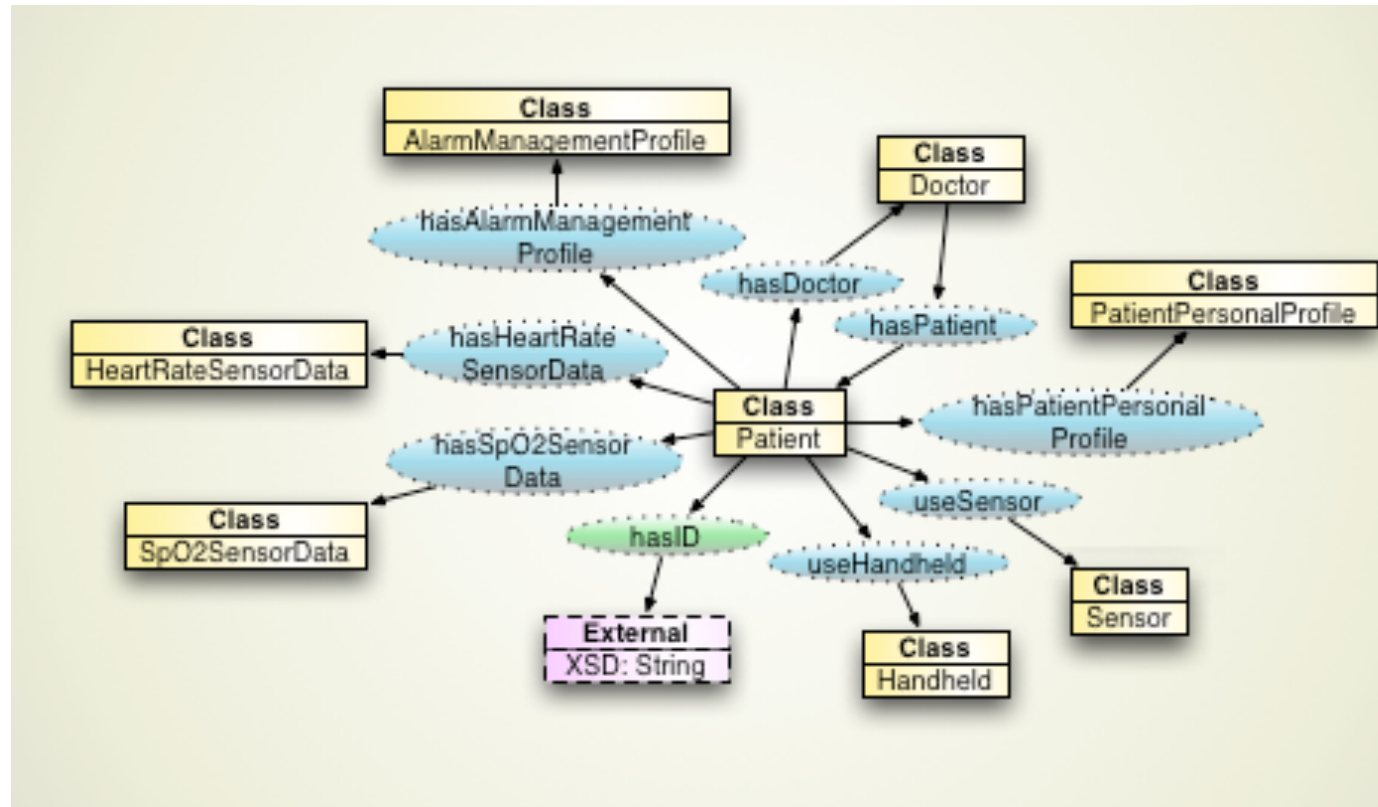 Class
AlarmManagementProfile
Class
Doctor
hasAlarmManagement
Profile
hasDoctor
Class
PatientPersonalProfile
hasPatient
Class
HeartRateSensorData
hasHeartRate
SensorData
Class
Patient
hasPatientPersonal
Profile
hasSpO2Sensor
Data
useSensor
Class
SpO2SensorData
hasID
useHandheld
Class
Sensor
External
XSD: String
Class
Handheld